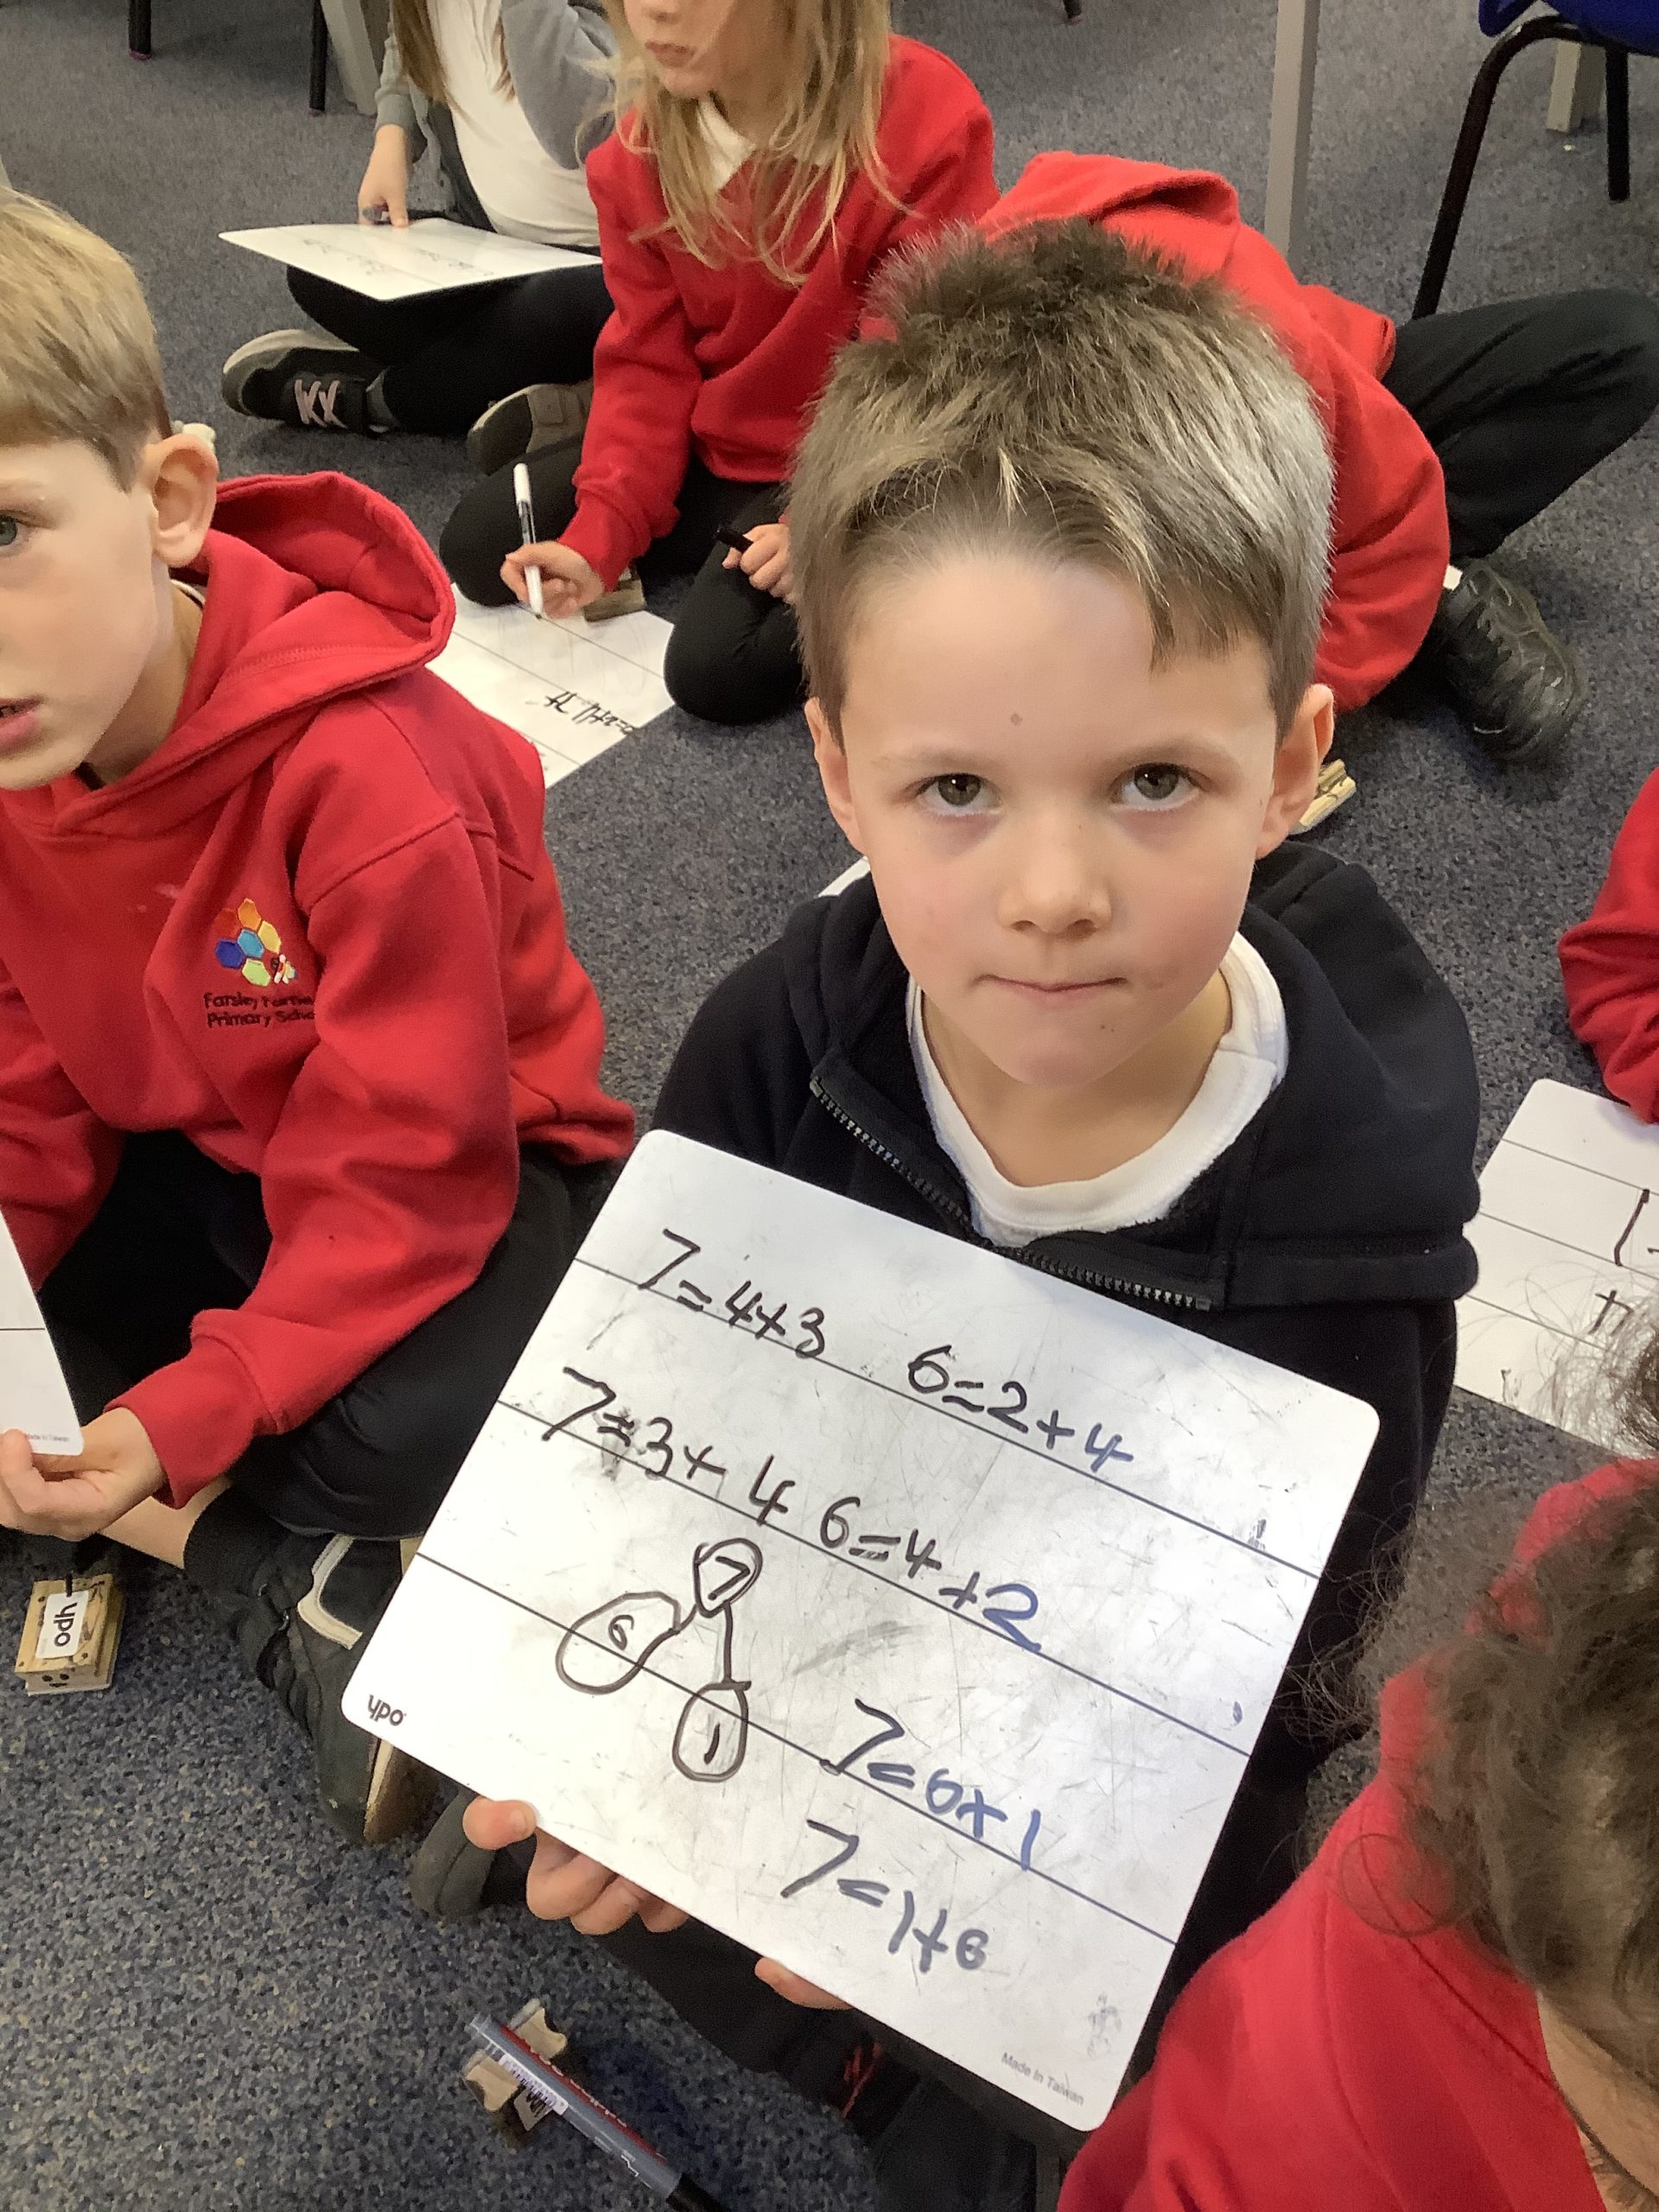 7=4+3 6=2+4
7=3+4 6=4+2
7
6
1
7=6+1
7=1+6
ypo
Made in Taiwan
Farsley
Primary
ypo